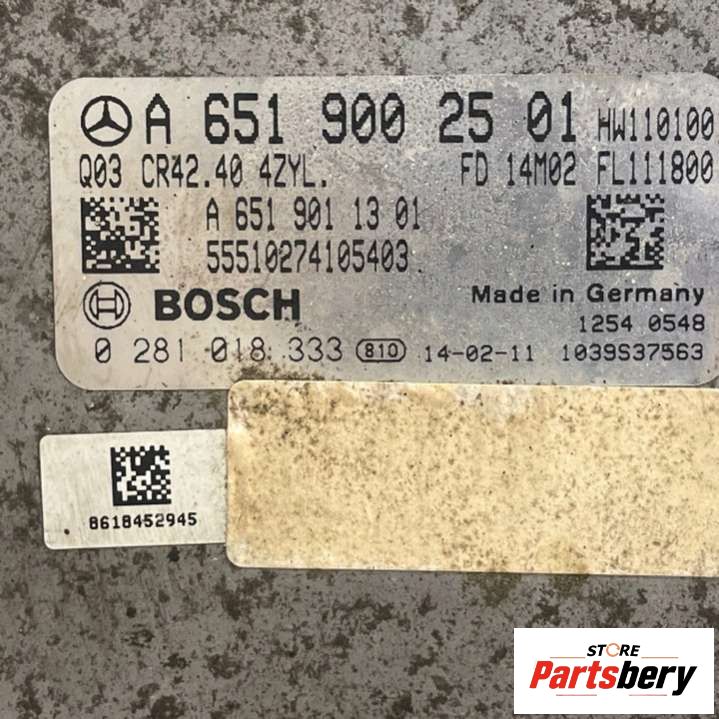 A 651 900 25 01 HW110100
Q03 CR42.40 4ZYL. FD 14M02 FL111800
A 651 901 13 01
55510274105403
BOSCH Made in Germany
1254 0548
0 281 018 333 810 14-02-11 1039S37563
8618452945
STORE
Partsbery